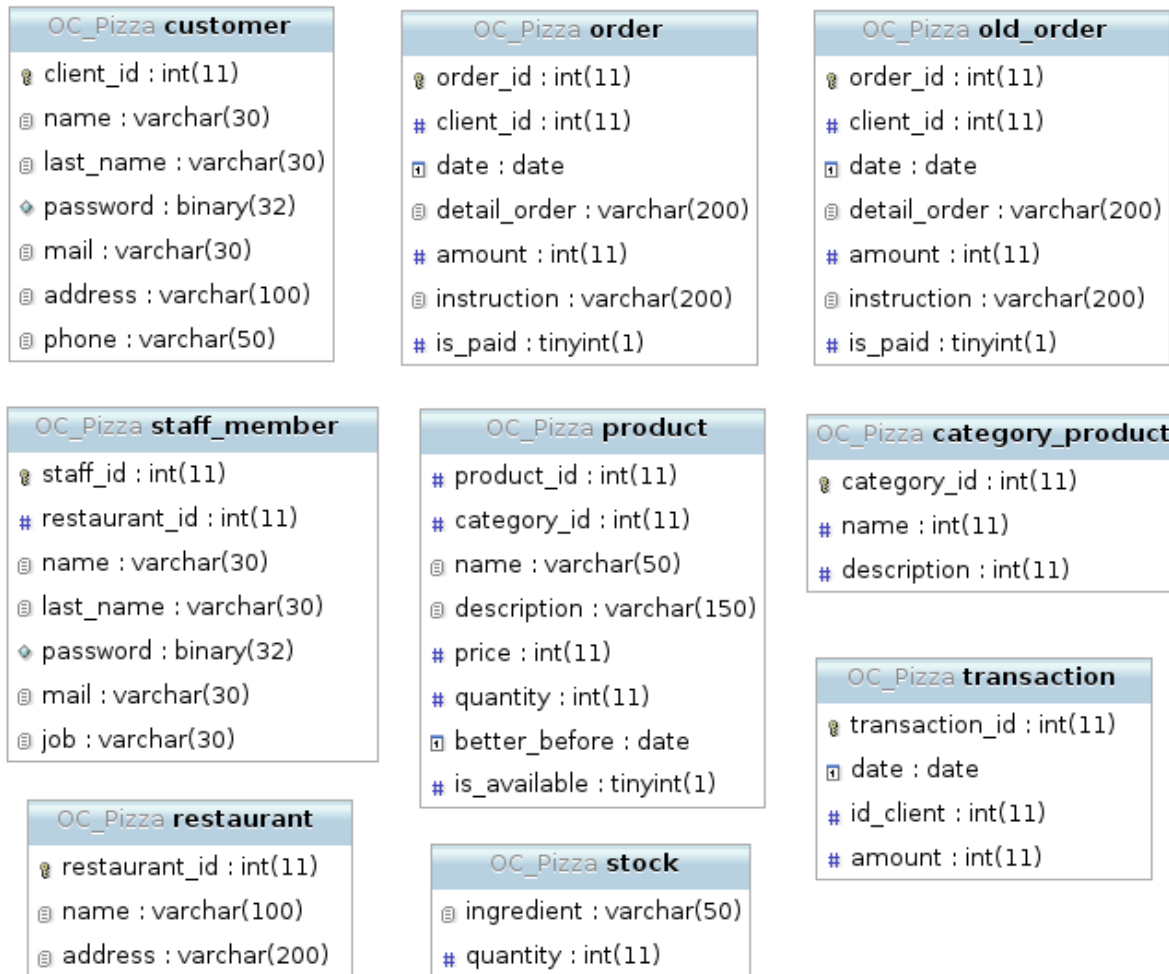 OC_Pizza customer
client_id : int(11)
name : varchar(30)
last_name : varchar(30)
password : binary(32)
mail : varchar(30)
address : varchar(100)
phone : varchar(50)
OC_Pizza order
order_id : int(11)
# client_id : int(11)
date : date
detail_order : varchar(200)
# amount : int(11)
instruction : varchar(200)
# is_paid : tinyint(1)
OC_Pizza old_order
order_id : int(11)
# client_id : int(11)
date : date
detail_order : varchar(200)
# amount : int(11)
instruction : varchar(200)
# is_paid : tinyint(1)
OC_Pizza staff_member
staff_id : int(11)
# restaurant_id : int(11)
name : varchar(30)
last_name : varchar(30)
password : binary(32)
mail : varchar(30)
job : varchar(30)
OC_Pizza product
# product_id : int(11)
# category_id : int(11)
name : varchar(50)
description : varchar(150)
# price : int(11)
# quantity : int(11)
better_before : date
# is_available : tinyint(1)
OC_Pizza category_product
category_id : int(11)
# name : int(11)
# description : int(11)
OC_Pizza transaction
transaction_id : int(11)
date : date
# id_client : int(11)
# amount : int(11)
OC_Pizza restaurant
restaurant_id : int(11)
name : varchar(100)
address : varchar(200)
OC_Pizza stock
ingredient : varchar(50)
# quantity : int(11)